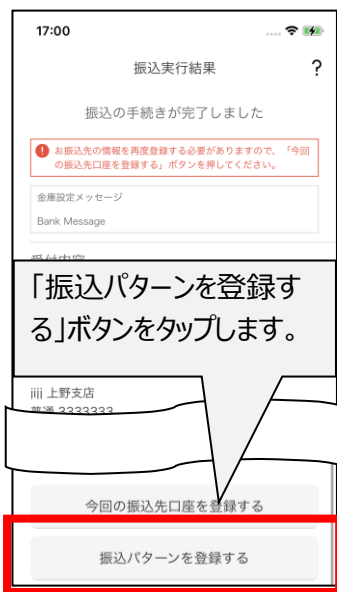 17:00
振込実行結果
?
振込の手続きが完了しました
お振込先の情報を再度登録する必要がありますので、「今回
の振込先口座を登録する」ボタンを押してください。
金庫設定メッセージ
Bank Message
受付内容
「振込パターンを登録す
る」ボタンをタップします。
jijj 上野支店
普通 3333333
今回の振込先口座を登録する
振込パターンを登録する